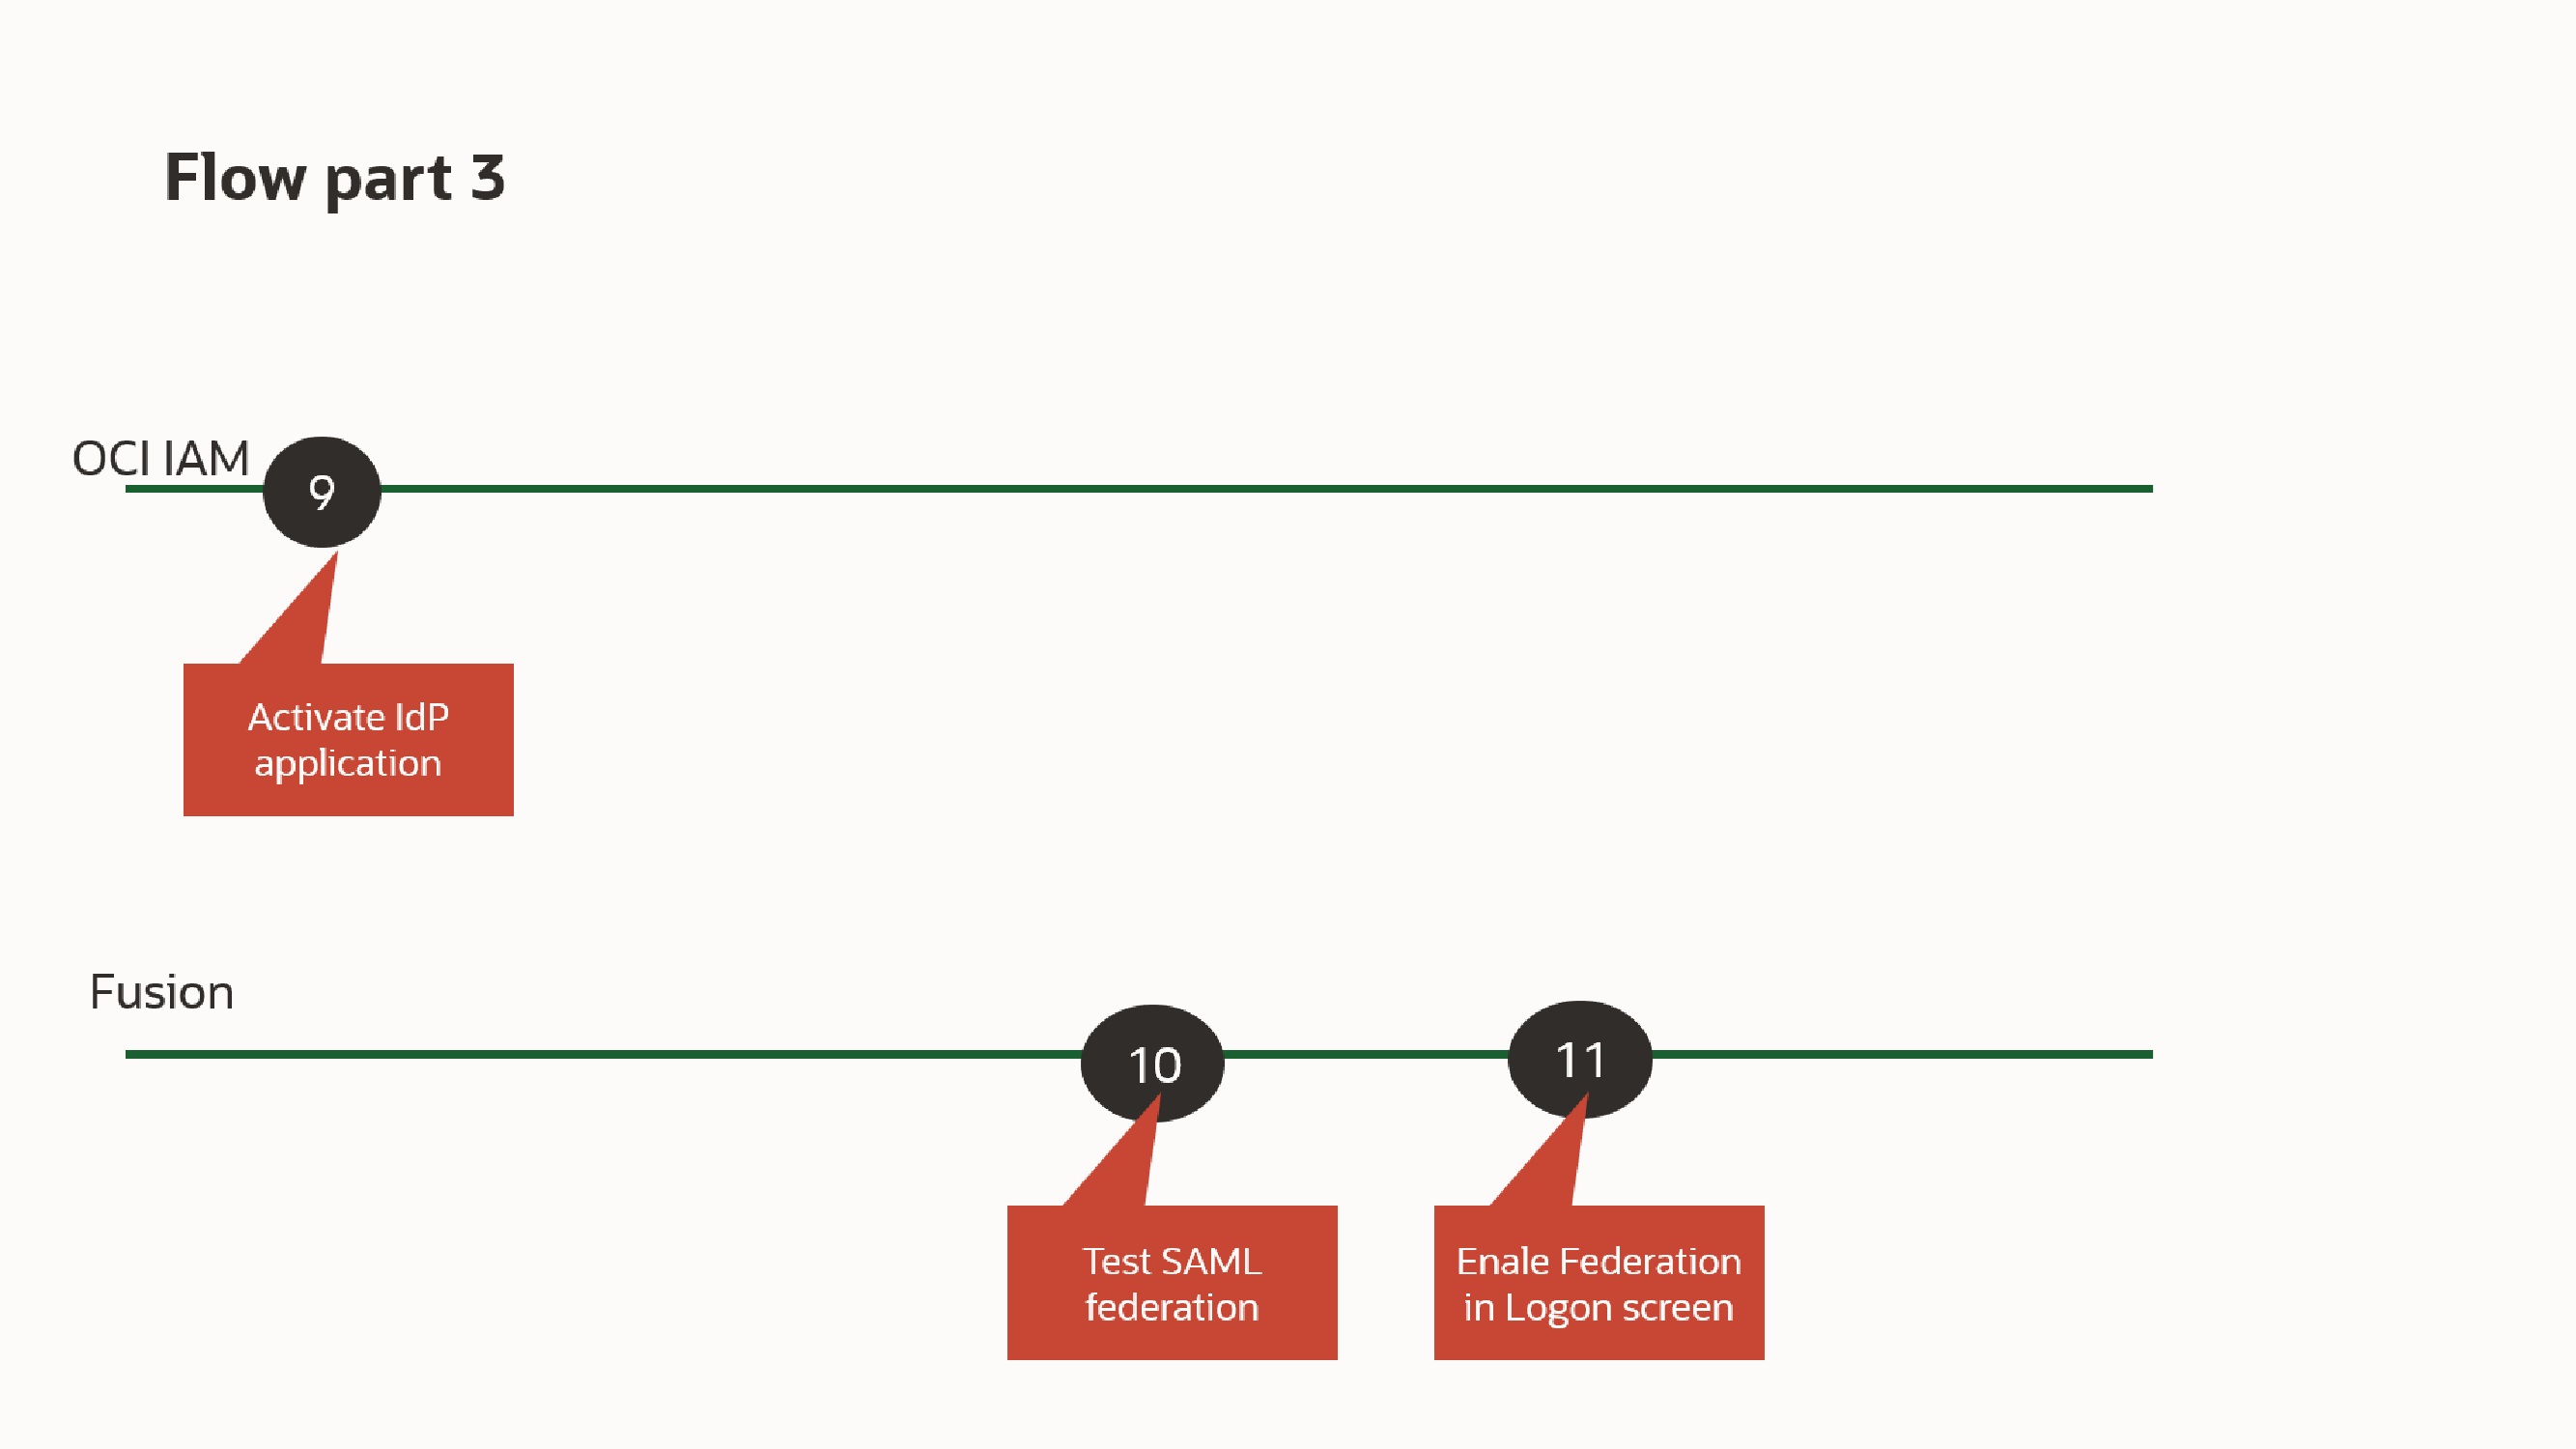 Flow part 3
OCI IAM
9
Activate IdP
application
Fusion
10
11
Test SAML
federation
Enale Federation
in Logon screen